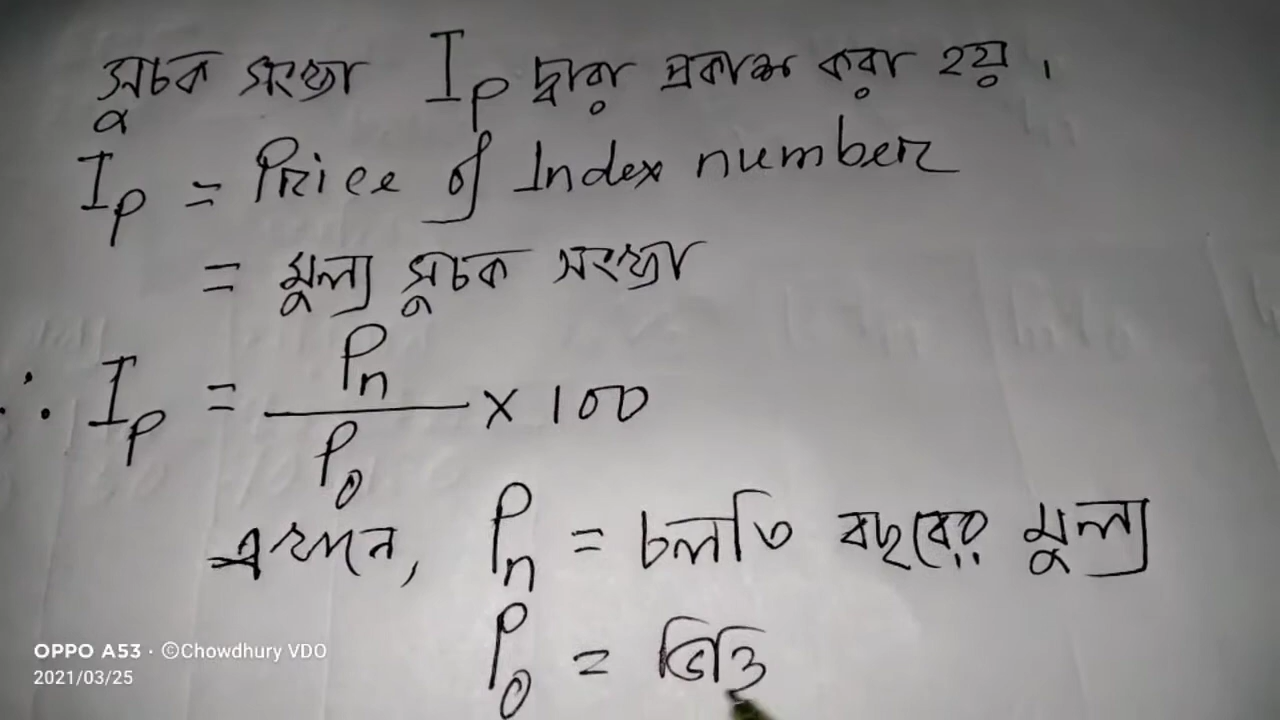 সূচক সংখ্যা Ip দ্বারা প্রকাশ করা হয়।
Ip = Price of Index number
= মুল্য সুচক সংখ্যা
∴ Ip = Pn/P0 × 100
এখানে, Pn = চলতি বছরের মুল্য
P0 = ভিত্তি
OPPO A53 · ©Chowdhury VDO
2021/03/25